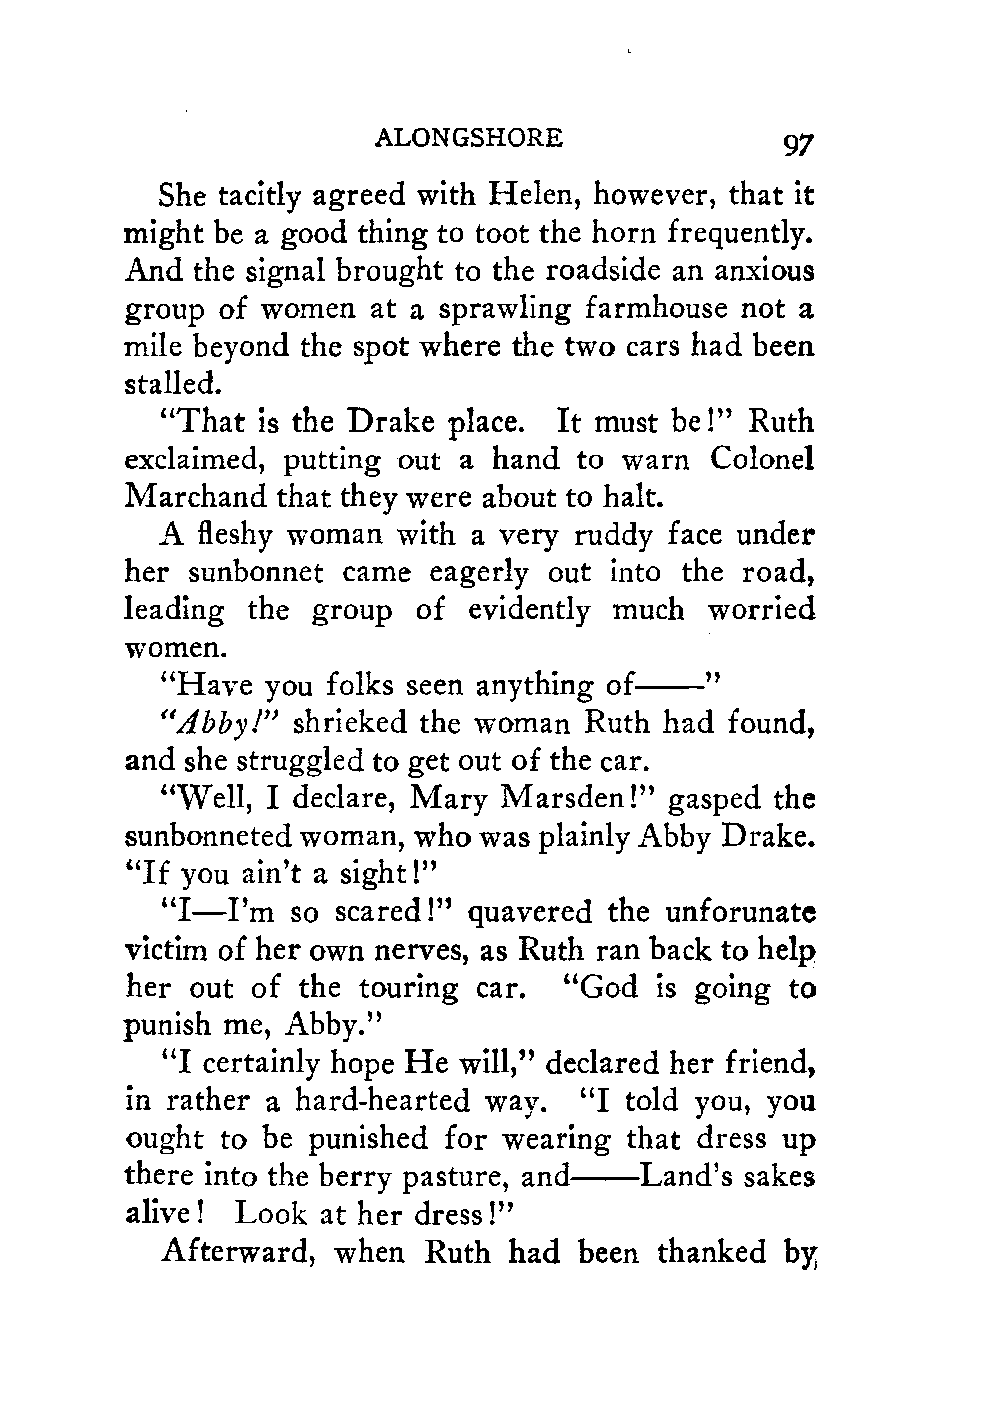 ALONGSHORE 97
She tacitly agreed with Helen, however, that it
might be a good thing to toot the horn frequently.
And the signal brought to the roadside an anxious
group of women at a sprawling farmhouse not a
mile beyond the spot where the two cars had been
stalled.
"That is the Drake place. It must be!" Ruth
exclaimed, putting out a hand to warn Colonel
Marchand that they were about to halt.
A fleshy woman with a very ruddy face under
her sunbonnet came eagerly out into the road,
leading the group of evidently much worried
women.
"Have you folks seen anything of——"
"Abby!" shrieked the woman Ruth had found,
and she struggled to get out of the car.
"Well, I declare, Mary Marsden!" gasped the
sunbonneted woman, who was plainly Abby Drake.
"If you ain't a sight!"
"I—I'm so scared!" quavered the unforunate
victim of her own nerves, as Ruth ran back to help
her out of the touring car. "God is going to
punish me, Abby."
"I certainly hope He will," declared her friend,
in rather a hard-hearted way. "I told you, you
ought to be punished for wearing that dress up
there into the berry pasture, and——Land's sakes
alive! Look at her dress!"
Afterward, when Ruth had been thanked by